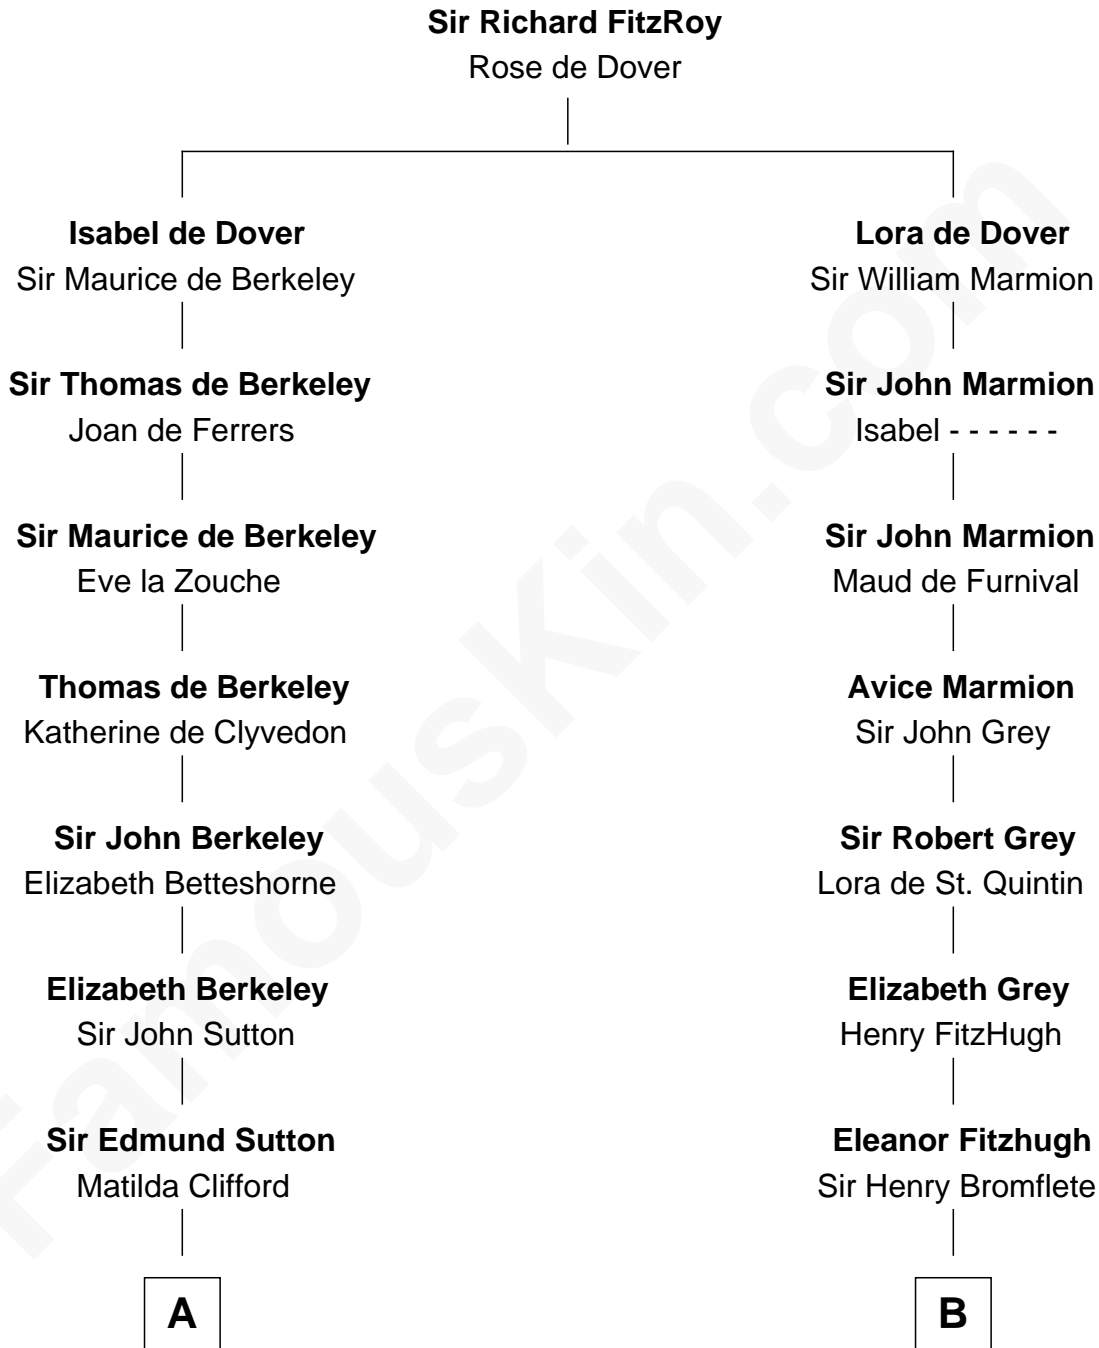 Sir Richard FitzRoy
Rose de Dover
Isabel de Dover
Sir Maurice de Berkeley
Lora de Dover
Sir William Marmion
Sir Thomas de Berkeley
Joan de Ferrers
Sir John Marmion
Isabel - - - - - -
Sir Maurice de Berkeley
Eve la Zouche
Sir John Marmion
Maud de Furnival
Thomas de Berkeley
Katherine de Clyvedon
Avice Marmion
Sir John Grey
Sir John Berkeley
Elizabeth Betteshorne
Sir Robert Grey
Lora de St. Quintin
Elizabeth Berkeley
Sir John Sutton
Elizabeth Grey
Henry FitzHugh
Sir Edmund Sutton
Matilda Clifford
Eleanor Fitzhugh
Sir Henry Bromflete
A
B
FamousKin.com